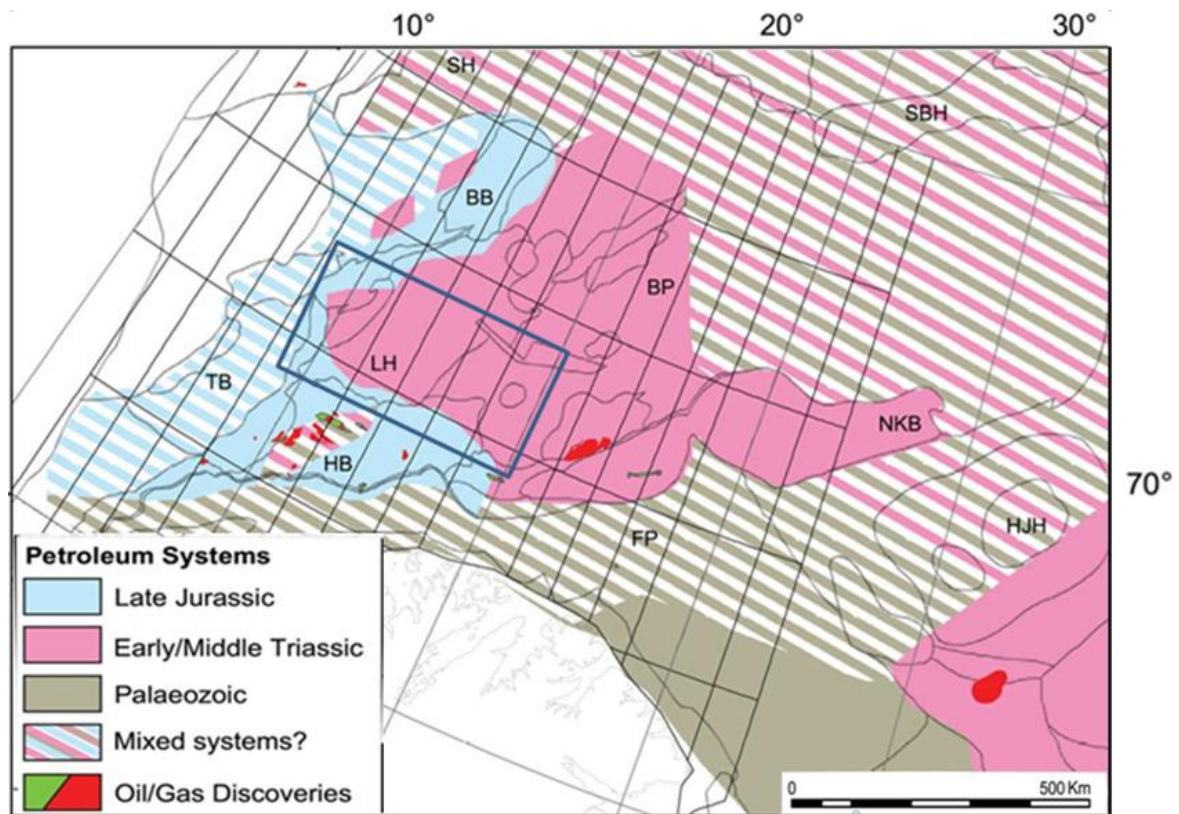 10° 20° 30°
SH
SBH
BB
BP
LH
TB
NKB
HB
70°
HJH
FP
Petroleum Systems
Late Jurassic
Early/Middle Triassic
Palaeozoic
Mixed systems?
Oil/Gas Discoveries
0 500 Km